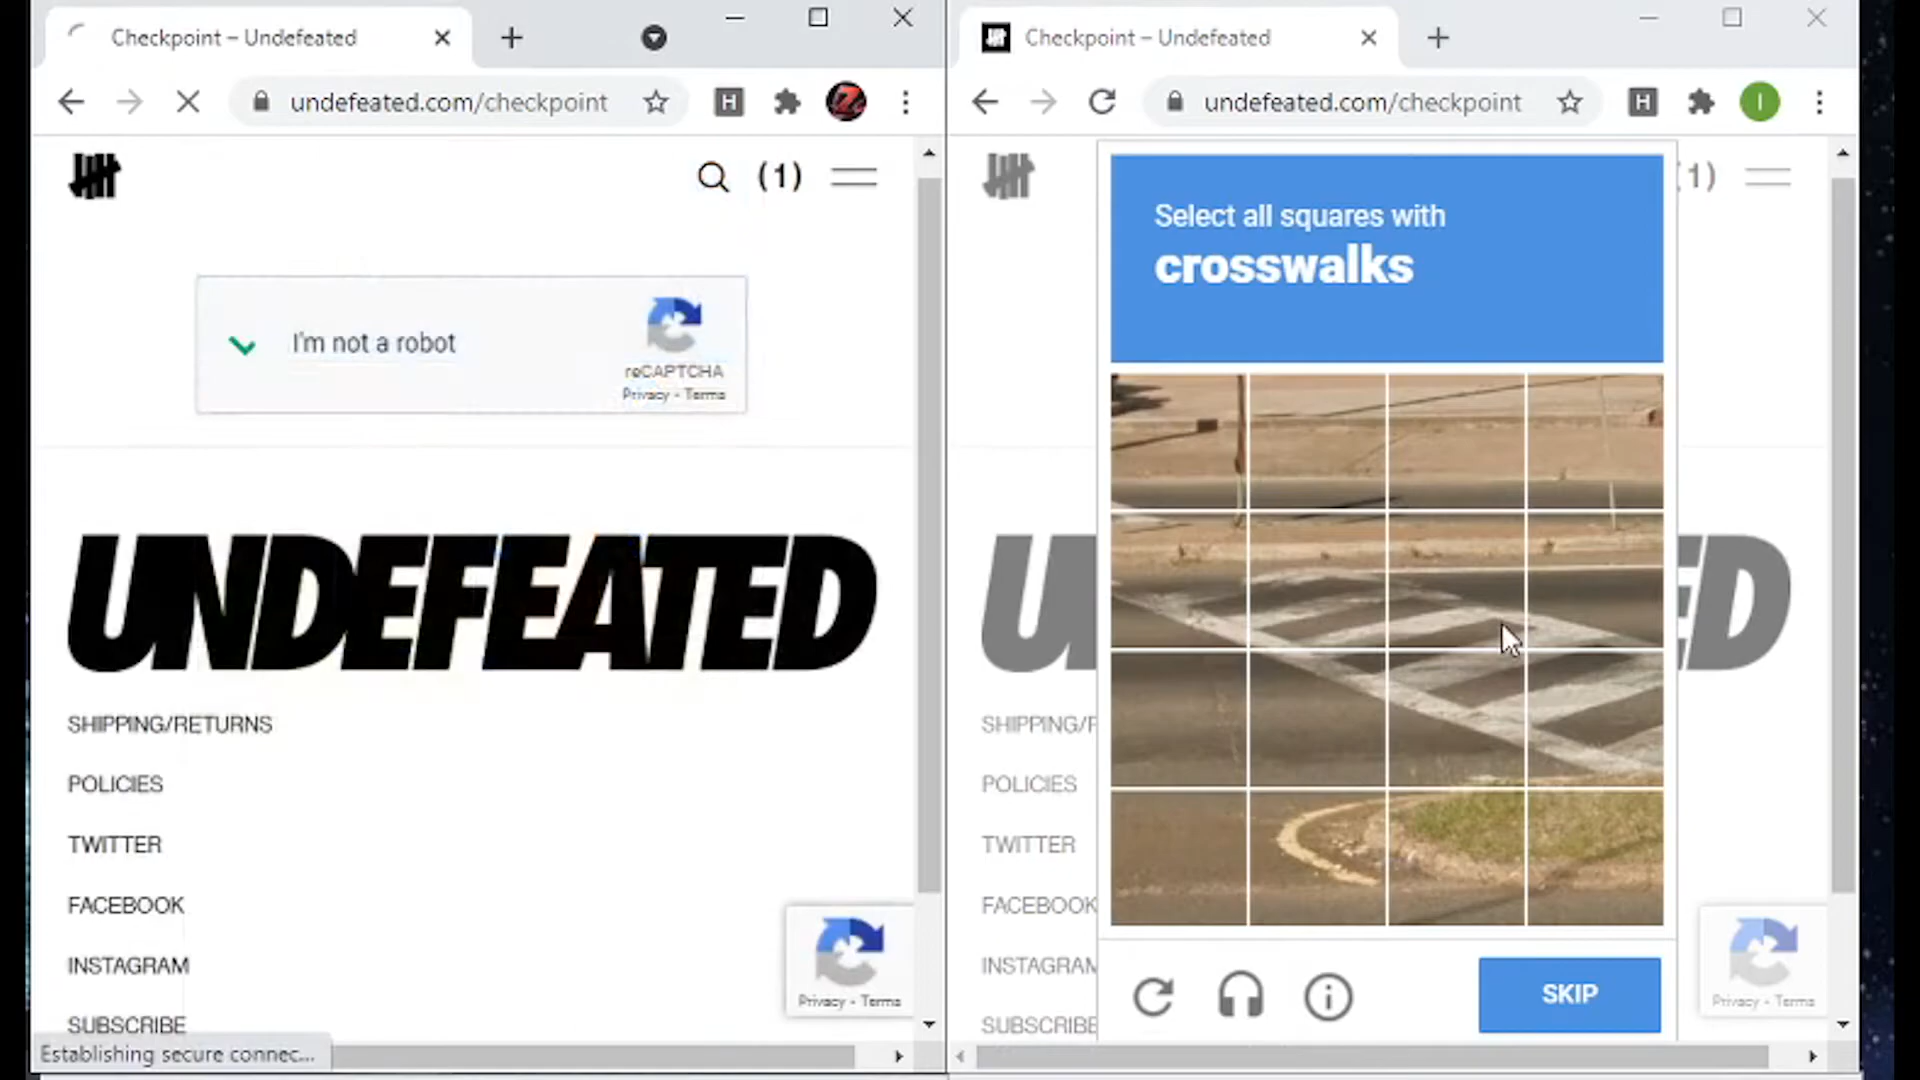 Checkpoint – Undefeated
undefeated.com/checkpoint
H
(1)
I'm not a robot
reCAPTCHA
Privacy - Terms
UNDEFEATED
SHIPPING/RETURNS
POLICIES
TWITTER
FACEBOOK
INSTAGRAM
SUBSCRIBE
Privacy - Terms
Establishing secure connec...
Checkpoint – Undefeated
undefeated.com/checkpoint
H
I
1)
Select all squares with
crosswalks
U
ED
SHIPPING/F
POLICIES
TWITTER
FACEBOOK
INSTAGRAM
SUBSCRIBE
SKIP
Privacy - Terms